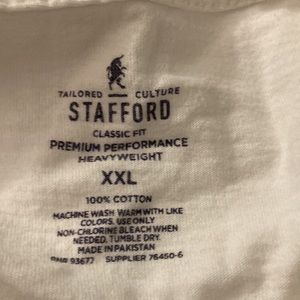 TAILORED CULTURE
STAFFORD
CLASSIC FIT
PREMIUM PERFORMANCE
HEAVYWEIGHT
XXL
100% COTTON
MACHINE WASH WARM WITH LIKE
COLORS. USE ONLY
NON-CHLORINE BLEACH WHEN
NEEDED. TUMBLE DRY.
MADE IN PAKISTAN
93677 SUPPLIER 76450-6